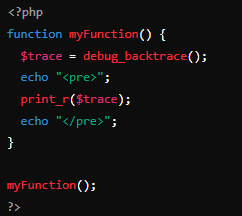 <?php
function myFunction() {
  $trace = debug_backtrace();
  echo "<pre>";
  print_r($trace);
  echo "</pre>";
}

myFunction();
?>